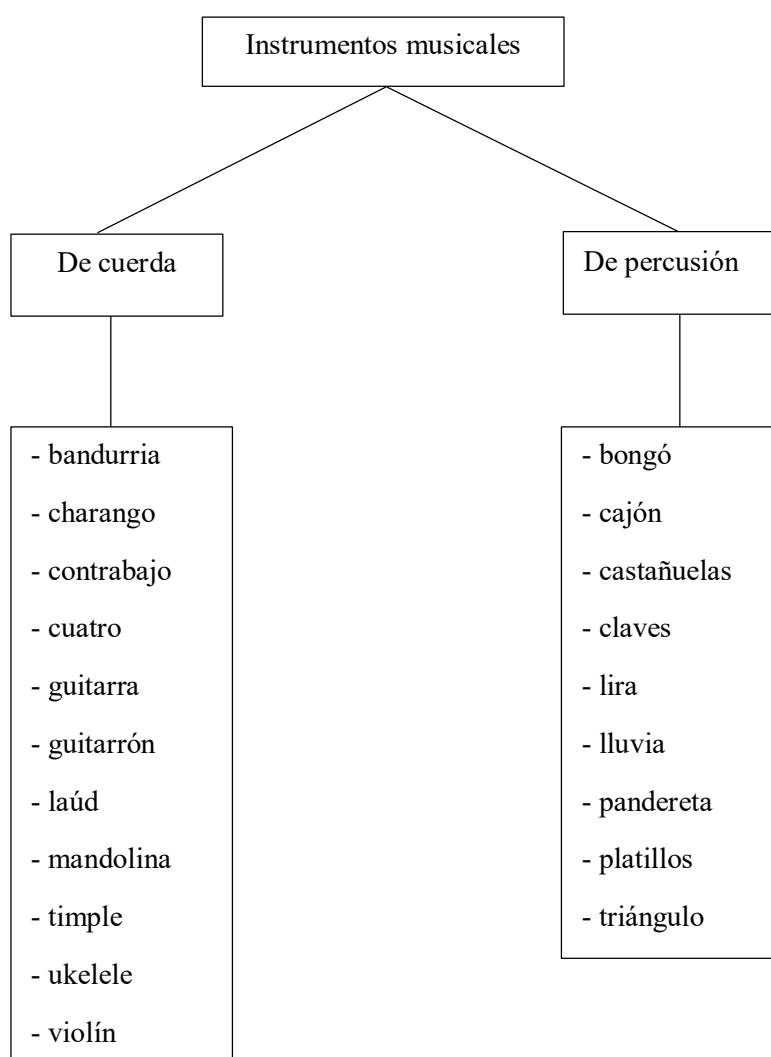 Instrumentos musicales
De cuerda
De percusión
- bandurria
- charango
- contrabajo
- cuatro
- guitarra
- guitarrón
- laúd
- mandolina
- timple
- ukelele
- violín
- bongó
- cajón
- castañuelas
- claves
- lira
- lluvia
- pandereta
- platillos
- triángulo